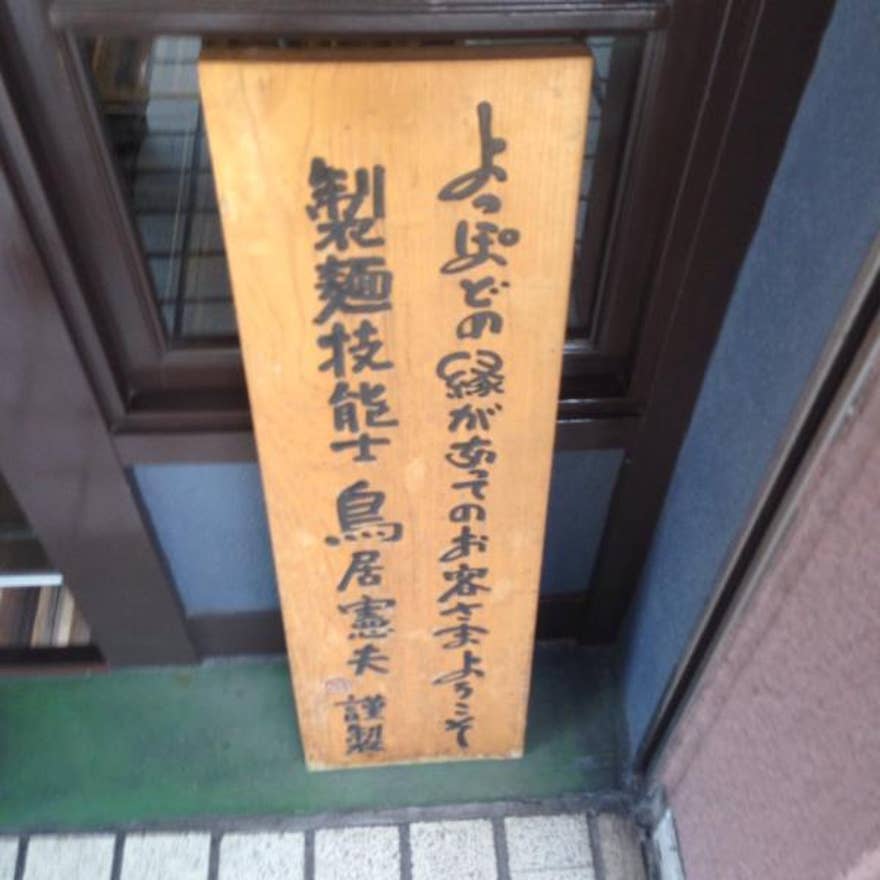 よっぽどの縁があってのお客さまようこそ
製麺技能士 鳥居憲夫 謹製